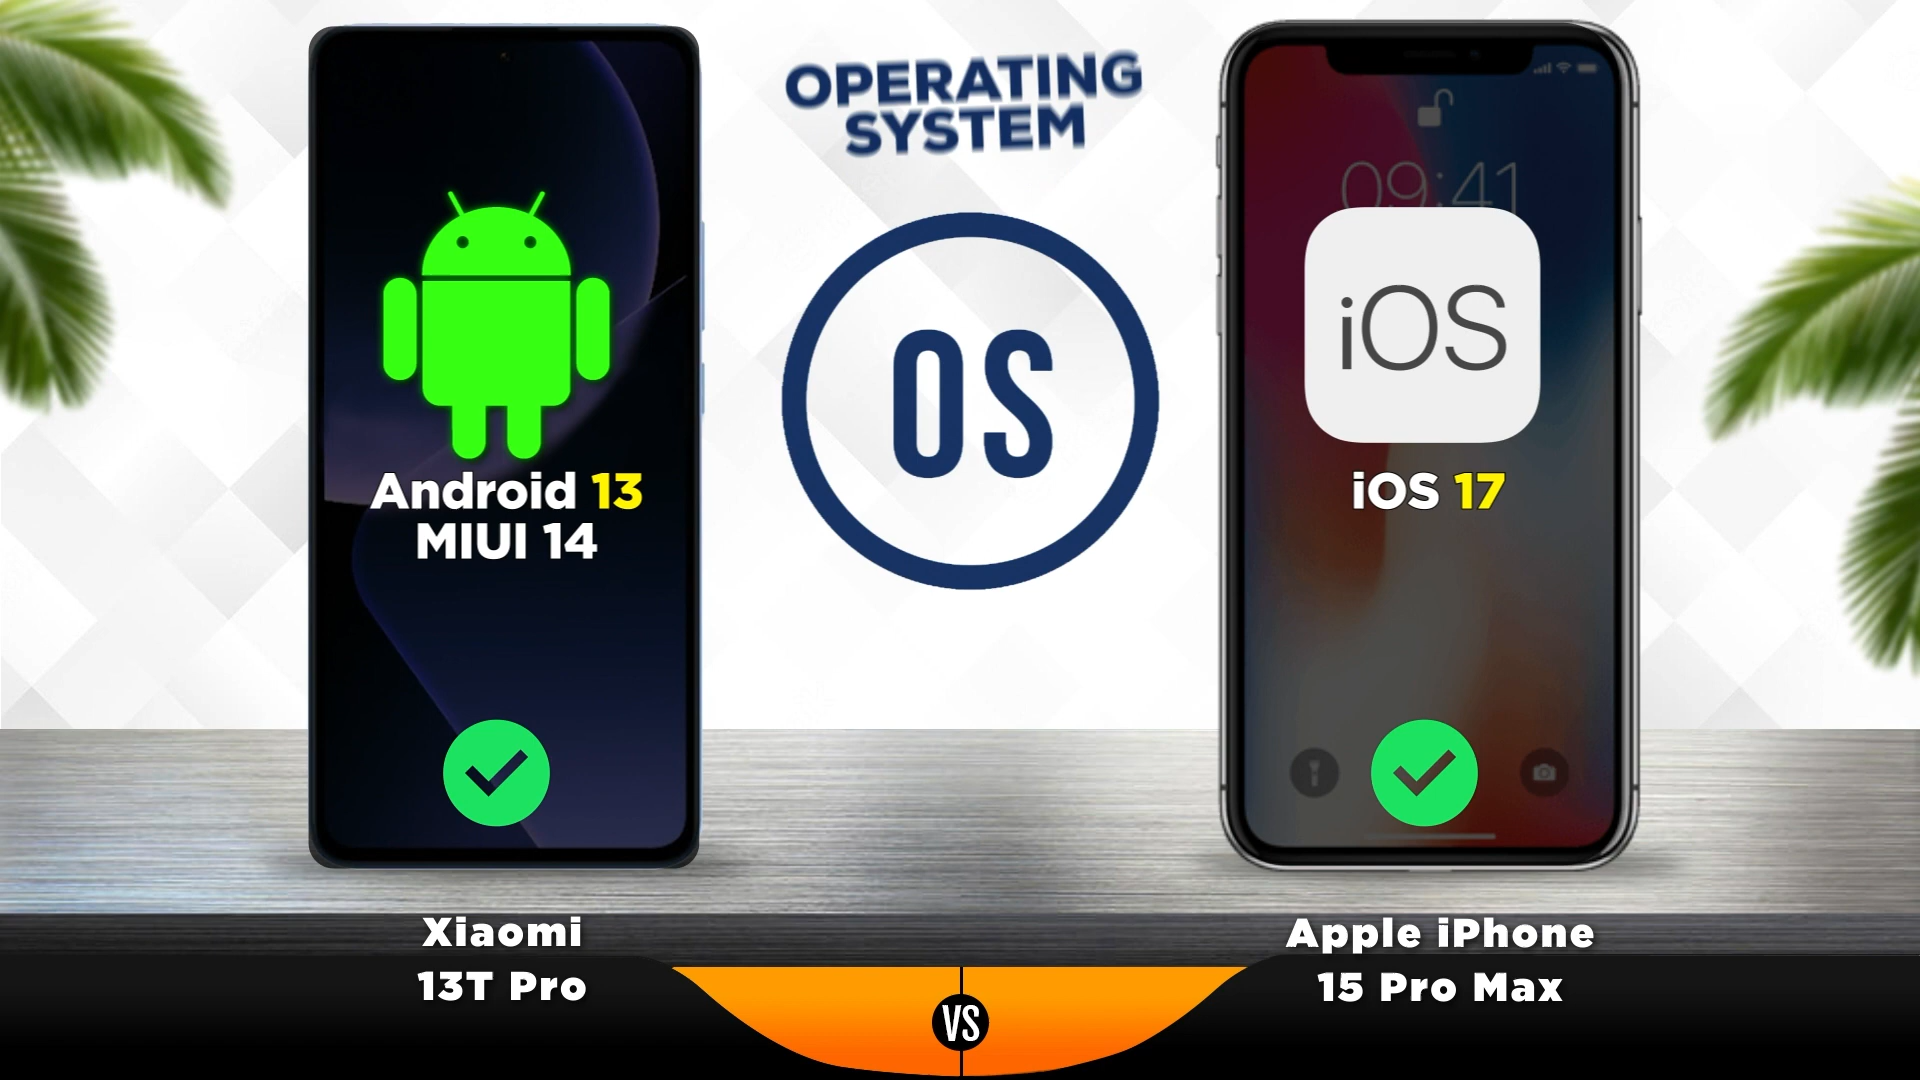 OPERATING
SYSTEM
OS
Android 13
MIUI 14
09:41
iOS
iOS 17
Xiaomi
13T Pro
VS
Apple iPhone
15 Pro Max